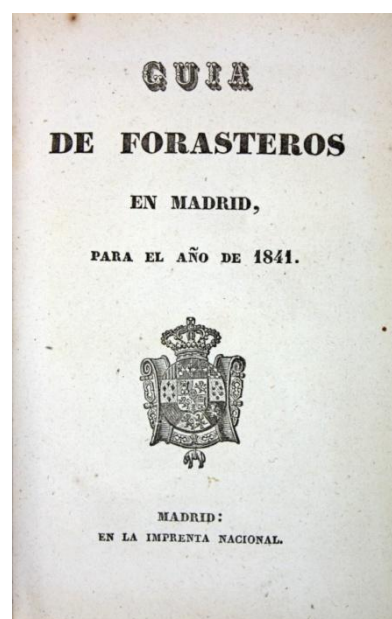 GUIA
DE FORASTEROS
EN MADRID,
PARA EL AÑO DE 1841.
MADRID:
EN LA IMPRENTA NACIONAL.